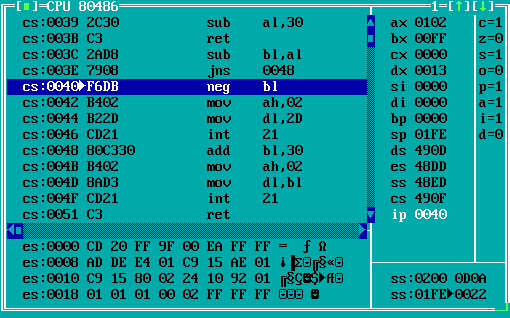 [■]=CPU 80486 1=[↑][↓]
cs:0039 2C30 sub al,30 ax 0102 c=1
cs:003B C3 ret bx 00FF z=0
cs:003C 2AD8 sub bl,al cx 0000 s=1
cs:003E 7908 jns 0048 dx 0013 o=0
cs:0040►F6DB neg bl si 0000 p=1
cs:0042 B402 mov ah,02 di 0000 a=1
cs:0044 B22D mov dl,2D bp 0000 i=1
cs:0046 CD21 int 21 sp 01FE d=0
cs:0048 80C330 add bl,30 ds 490D
cs:004B B402 mov ah,02 es 48DD
cs:004D 8AD3 mov dl,bl ss 48ED
cs:004F CD21 int 21 cs 490F
cs:0051 C3 ret ip 0040
es:0000 CD 20 FF 9F 00 EA FF FF = ƒ Ω
es:0008 AD DE E4 01 C9 15 AE 01 ¡▐Σ☺╔§«☺
es:0010 C9 15 80 02 24 10 92 01 ╔§Ç☻$►Æ☺ ss:0200 0D0A
es:0018 01 01 01 00 02 FF FF FF ☺☺☺ ☻ ss:01FE►0022